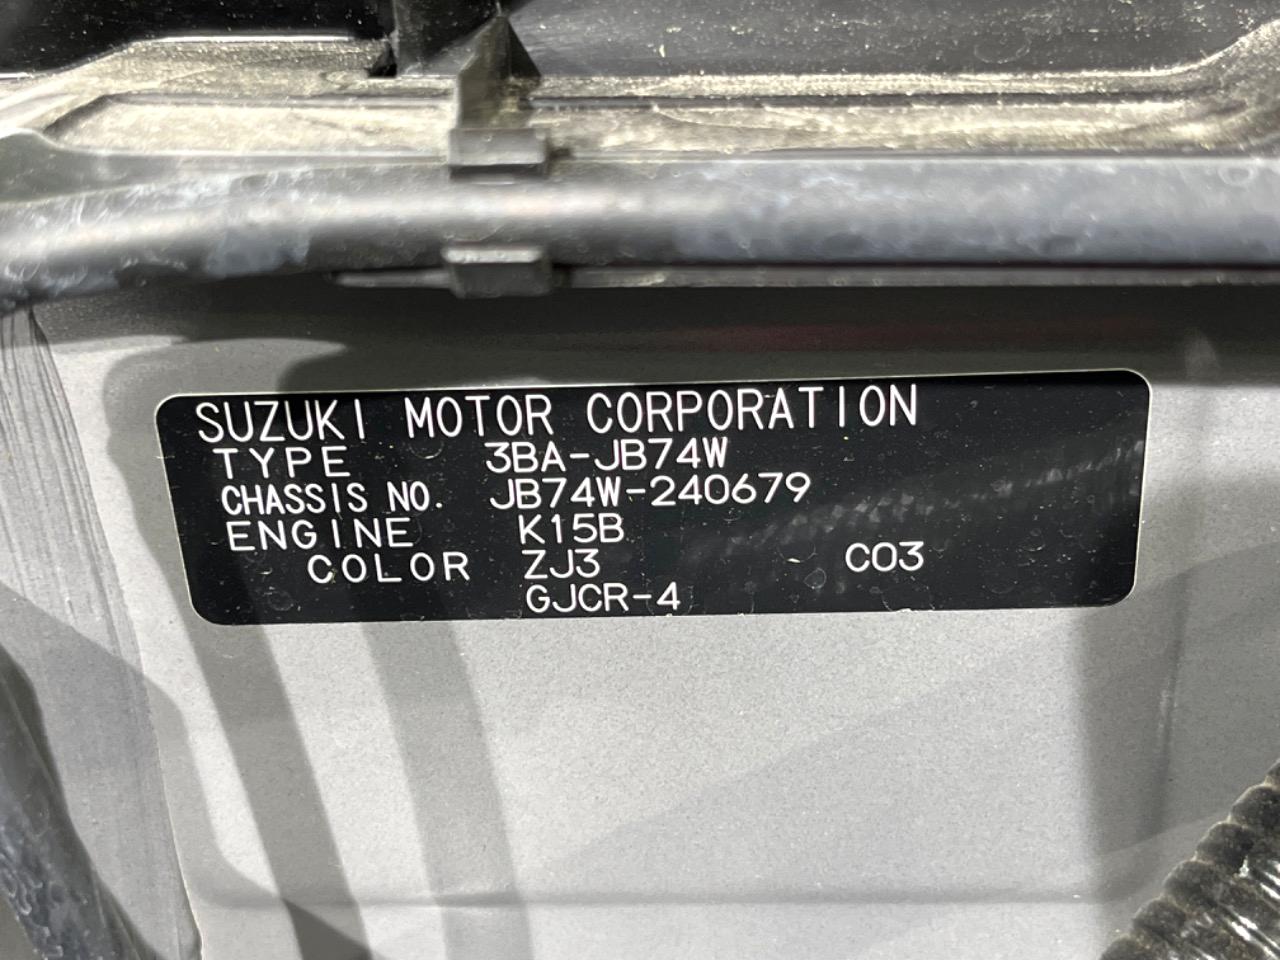 SUZUKI MOTOR CORPORATION
TYPE 3BA-JB74W
CHASSIS NO. JB74W-240679
ENGINE K15B
COLOR ZJ3 C03
GJCR-4